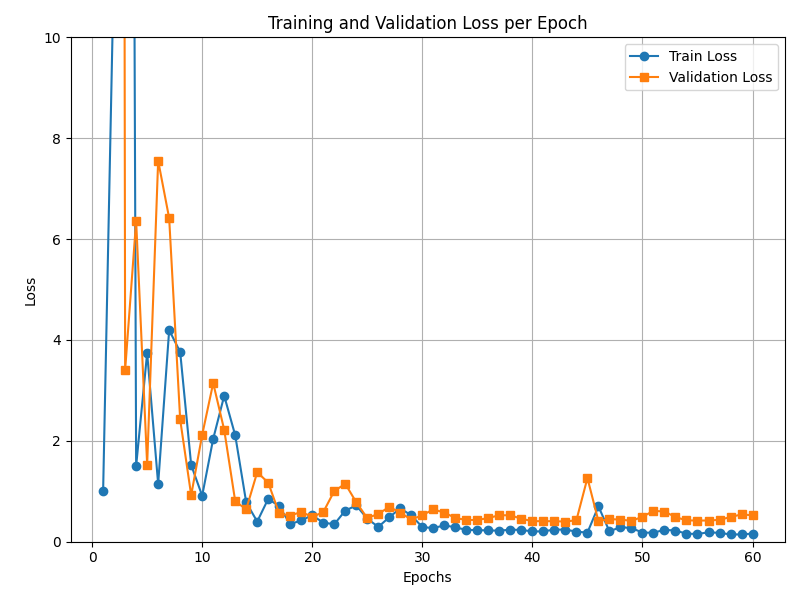 Training and Validation Loss per Epoch
Train Loss
Validation Loss
10
8
6
4
2
0
Loss
0 10 20 30 40 50 60
Epochs